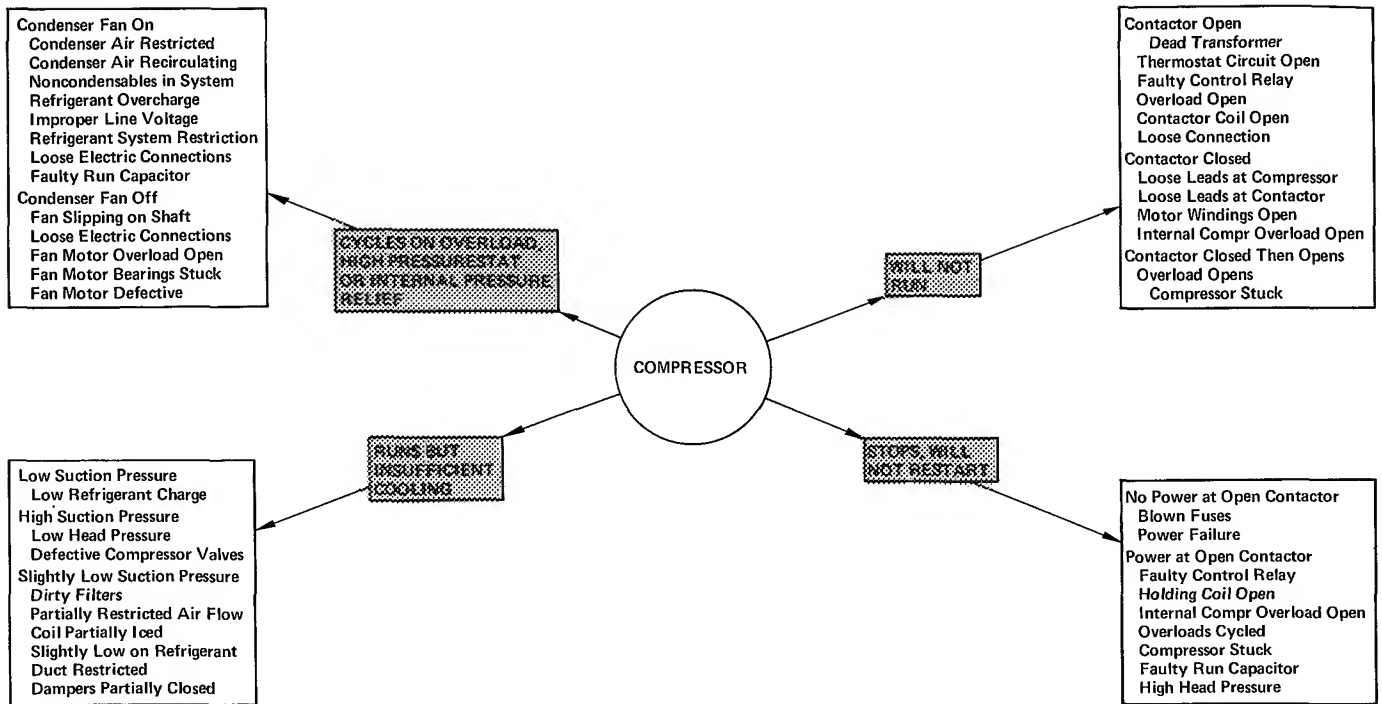 Condenser Fan On
Condenser Air Restricted
Condenser Air Recirculating
Noncondensables in System
Refrigerant Overcharge
Improper Line Voltage
Refrigerant System Restriction
Loose Electric Connections
Faulty Run Capacitor
Condenser Fan Off
Fan Slipping on Shaft
Loose Electric Connections
Fan Motor Overload Open
Fan Motor Bearings Stuck
Fan Motor Defective
CYCLES ON OVERLOAD,
HIGH PRESSURESTAT
OR INTERNAL PRESSURE
RELIEF
Contactor Open
Dead Transformer
Thermostat Circuit Open
Faulty Control Relay
Overload Open
Contactor Coil Open
Loose Connection
Contactor Closed
Loose Leads at Compressor
Loose Leads at Contactor
Motor Windings Open
Internal Compr Overload Open
Contactor Closed Then Opens
Overload Opens
Compressor Stuck
WILL NOT
RUN
COMPRESSOR
RUNS BUT
INSUFFICIENT
COOLING
Low Suction Pressure
Low Refrigerant Charge
High Suction Pressure
Low Head Pressure
Defective Compressor Valves
Slightly Low Suction Pressure
Dirty Filters
Partially Restricted Air Flow
Coil Partially Iced
Slightly Low on Refrigerant
Duct Restricted
Dampers Partially Closed
STOPS, WILL
NOT RESTART
No Power at Open Contactor
Blown Fuses
Power Failure
Power at Open Contactor
Faulty Control Relay
Holding Coil Open
Internal Compr Overload Open
Overloads Cycled
Compressor Stuck
Faulty Run Capacitor
High Head Pressure